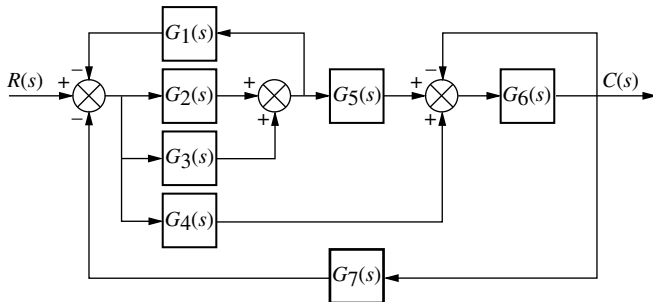 G1(s)
− −
R(s) + G2(s) + G5(s) + G6(s) C(s)
− + +
G3(s)
G4(s)
G7(s)